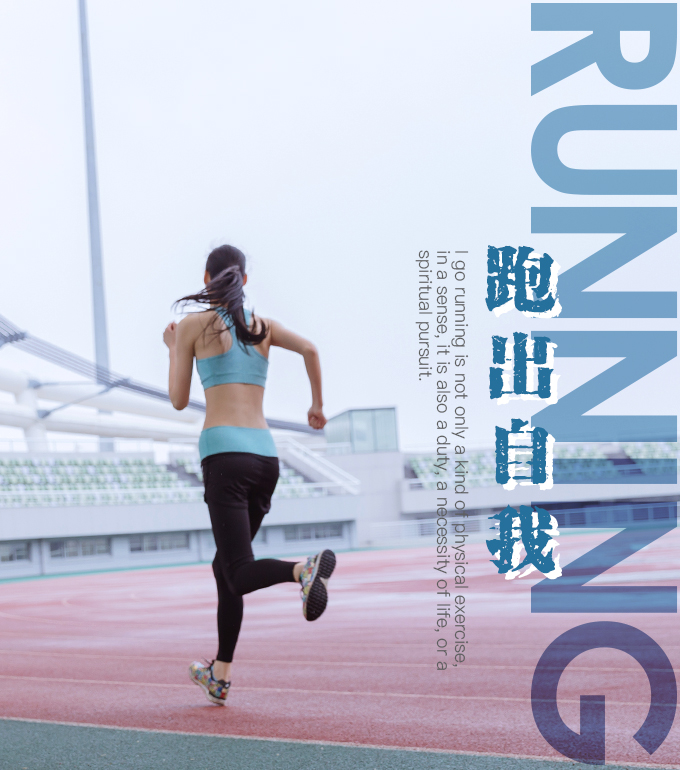 RUNNING
跑出自我
I go running is not only a kind of physical exercise,
in a sense, it is also a duty, a necessity of life, or a
spiritual pursuit.